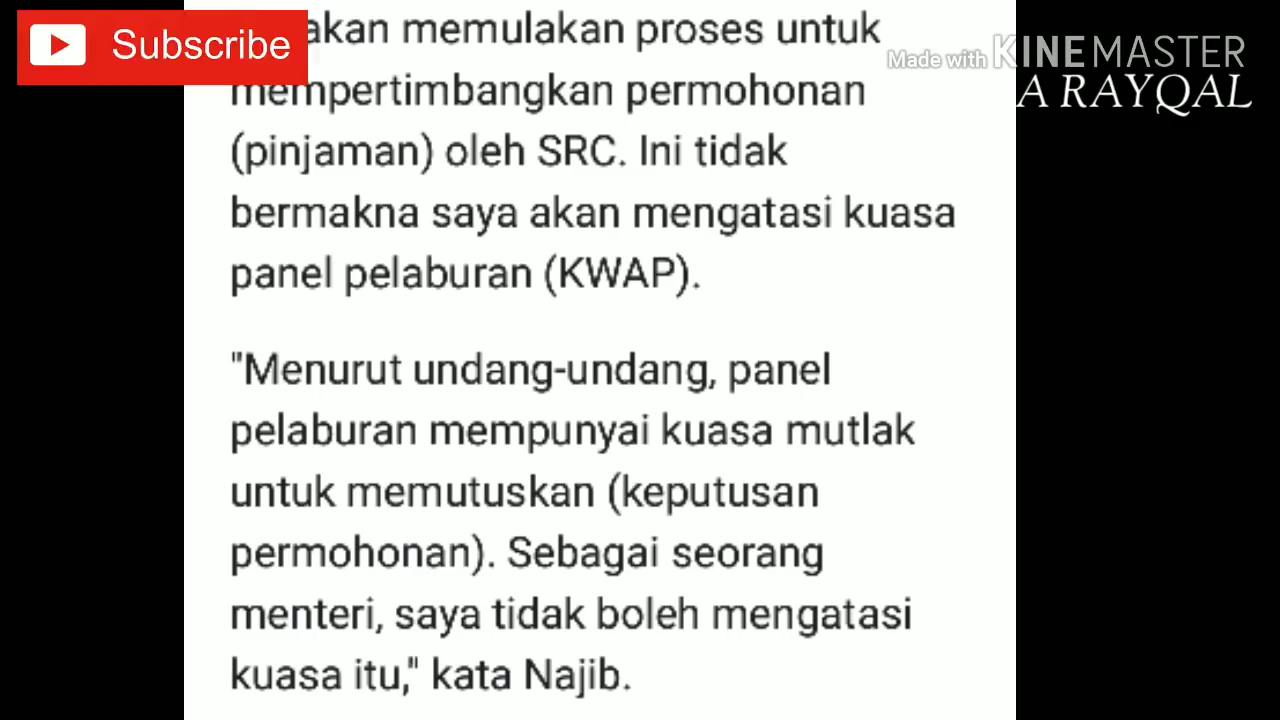 Subscribe
akan memulakan proses untuk
Made with KINEMASTER
mempertimbangkan permohonan
A RAYQAL
(pinjaman) oleh SRC. Ini tidak
bermakna saya akan mengatasi kuasa
panel pelaburan (KWAP).
"Menurut undang-undang, panel
pelaburan mempunyai kuasa mutlak
untuk memutuskan (keputusan
permohonan). Sebagai seorang
menteri, saya tidak boleh mengatasi
kuasa itu," kata Najib.